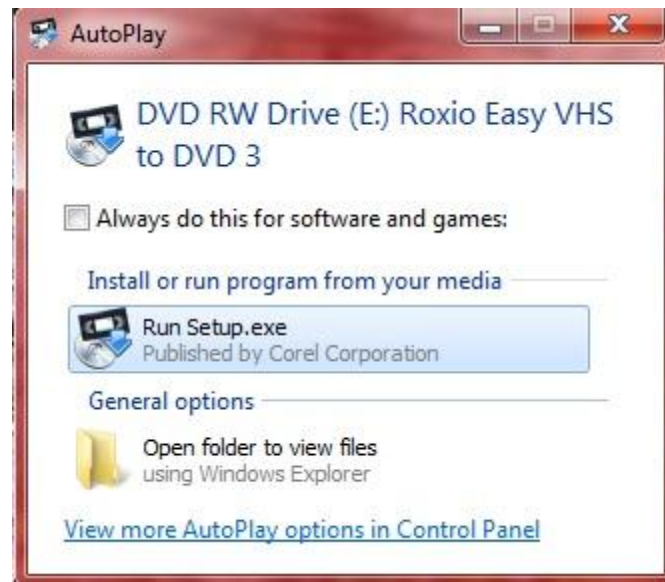 AutoPlay
DVD RW Drive (E:) Roxio Easy VHS
to DVD 3
Always do this for software and games:
Install or run program from your media
Run Setup.exe
Published by Corel Corporation
General options
Open folder to view files
using Windows Explorer
View more AutoPlay options in Control Panel